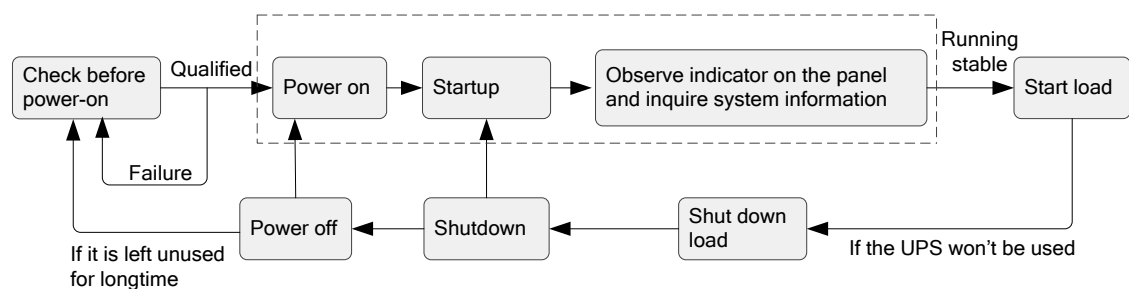 Check before
power-on
Qualified
Failure
Power on
Startup
Observe indicator on the panel
and inquire system information
Running
stable
Start load
If the UPS won’t be used
Shut down
load
Shutdown
Power off
If it is left unused
for longtime